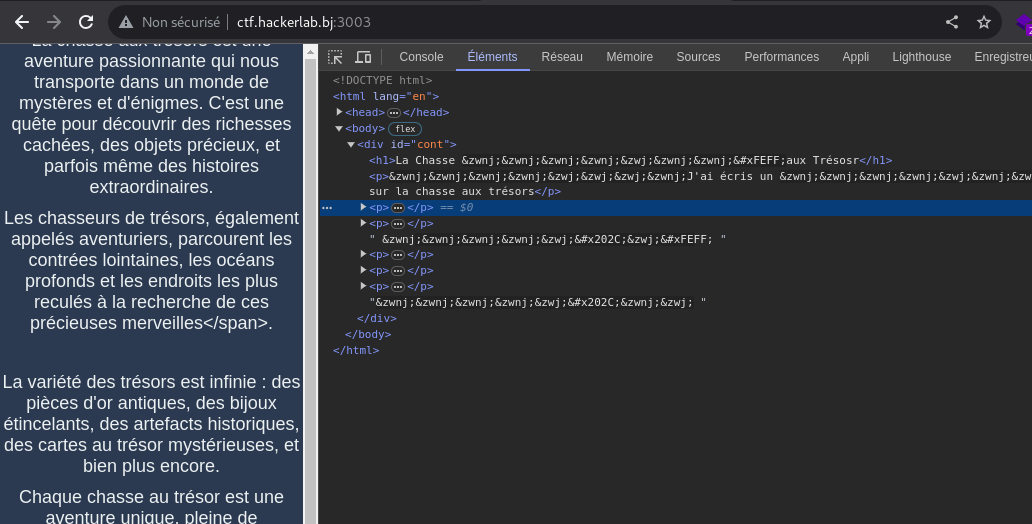 Non sécurisé | ctf.hackerlab.bj:3003
La chasse aux trésors est une
aventure passionnante qui nous
transporte dans un monde de
mystères et d'énigmes. C'est une
quête pour découvrir des richesses
cachées, des objets précieux, et
parfois même des histoires
extraordinaires.
Les chasseurs de trésors, également
appelés aventuriers, parcourent les
contrées lointaines, les océans
profonds et les endroits les plus
reculés à la recherche de ces
précieuses merveilles</span>.
La variété des trésors est infinie : des
pièces d'or antiques, des bijoux
étincelants, des artefacts historiques,
des cartes au trésor mystérieuses, et
bien plus encore.
Chaque chasse au trésor est une
aventure unique, pleine de
Console Éléments Réseau Mémoire Sources Performances Appli Lighthouse Enregistreu
<!DOCTYPE html>
<html lang="en">
<head>…</head>
<body> flex
<div id="cont">
<h1>La Chasse &zwnj;&zwnj;&zwnj;&zwnj;&zwj;&zwnj;&zwnj;&#xFEFF;aux Trésosr</h1>
<p>&zwnj;&zwnj;&zwnj;&zwnj;&zwj;&zwj;&zwnj;&zwnj;J'ai écris un &zwnj;&zwnj;&zwnj;&zwnj;&zwj;&zwnj;&zw
sur la chasse aux trésors</p>
<p>…</p> == $0
<p>…</p>
" &zwnj;&zwnj;&zwnj;&zwnj;&zwj;&#x202C;&zwj;&#xFEFF; "
<p>…</p>
<p>…</p>
<p>…</p>
"&zwnj;&zwnj;&zwnj;&zwnj;&zwj;&#x202C;&zwnj;&zwj; "
</div>
</body>
</html>